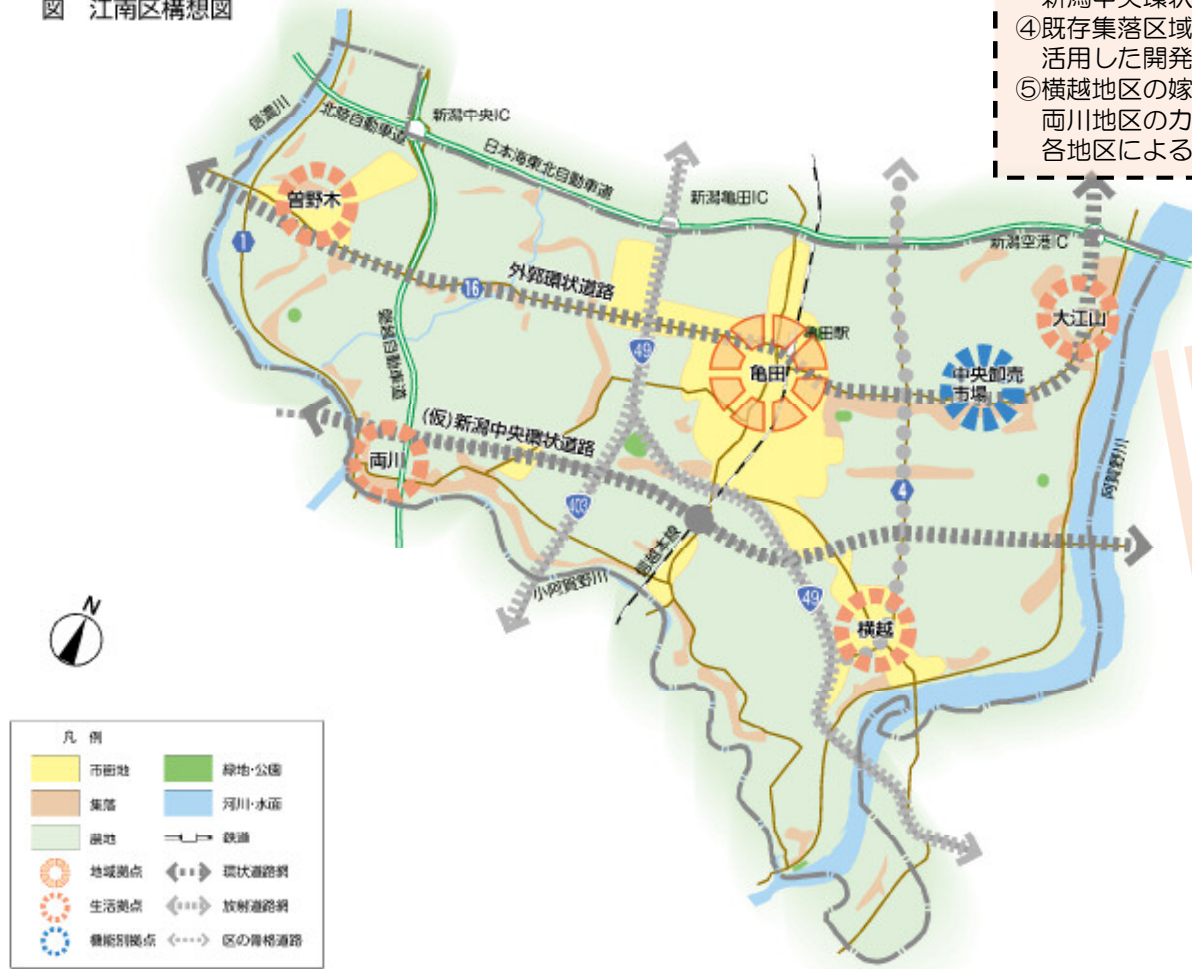 図 江南区構想図
④既存集落区域
活用した開発
⑤横越地区の嫁
両川地区のカ
各地区による
信濃川
北陸自動車道
新潟中央IC
日本海東北自動車道
新潟亀田IC
新潟空港IC
曽野木
1
16
外郭環状道路
49
亀田駅
亀田
中央卸売
市場
大江山
(仮)新潟中央環状道路
両川
403
4
阿賀野川
信越本線
小阿賀野川
49
横越
N
凡 例
市街地
緑地・公園
集落
河川・水面
農地
鉄道
地域拠点
環状道路網
生活拠点
放射道路網
機能別拠点
区の骨格道路